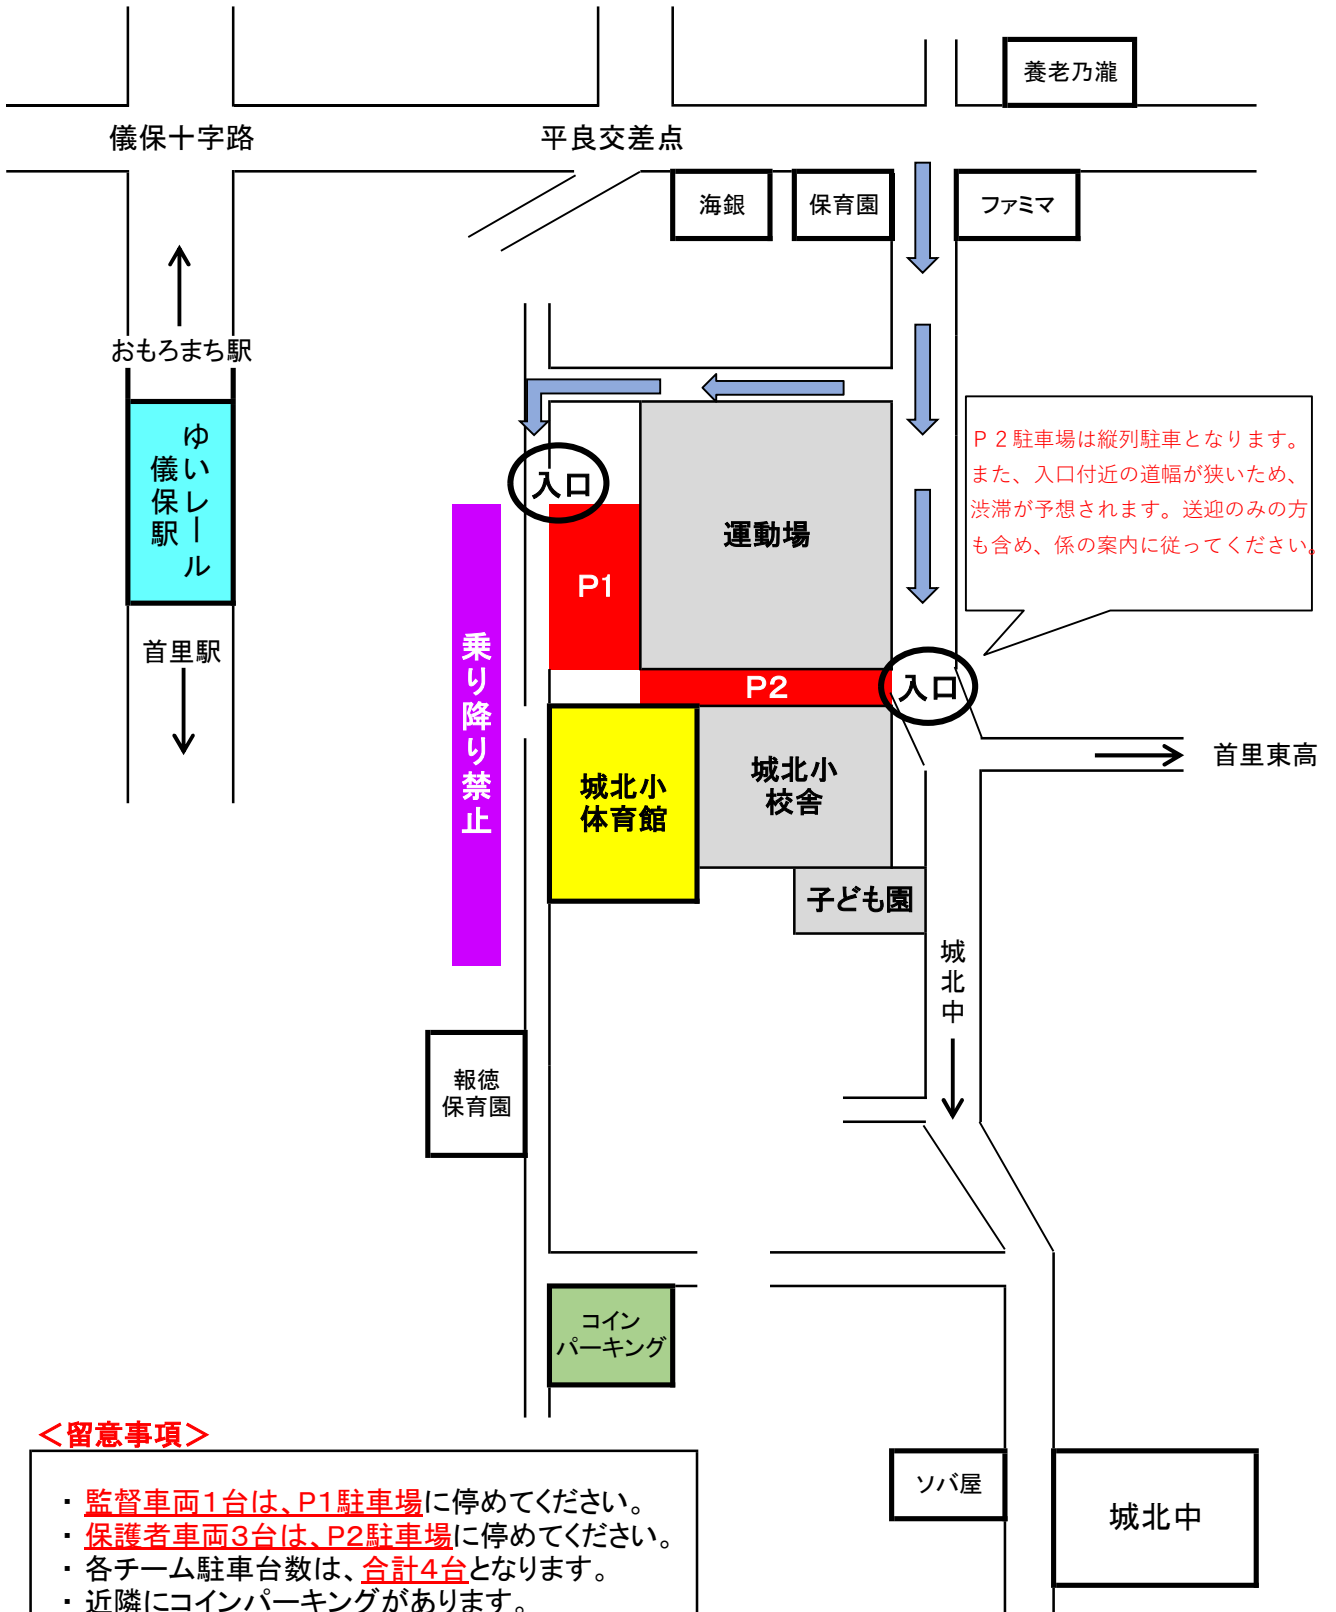 養老乃瀧
儀保十字路
平良交差点
海銀
保育園
ファミマ
おもろまち駅
ゆいレール
儀保駅
首里駅
入口
運動場
P1
P２駐車場は縦列駐車となります。
また、入口付近の道幅が狭いため、
渋滞が予想されます。送迎のみの方
も含め、係の案内に従ってください。
乗り降り禁止
P2
入口
首里東高
城北小
体育館
城北小
校舎
子ども園
城北中
報徳
保育園
コイン
パーキング
＜留意事項＞
・監督車両1台は、P1駐車場に停めてください。
・保護者車両3台は、P2駐車場に停めてください。
・各チーム駐車台数は、合計4台となります。
・近隣にコインパーキングがあります。
ソバ屋
城北中